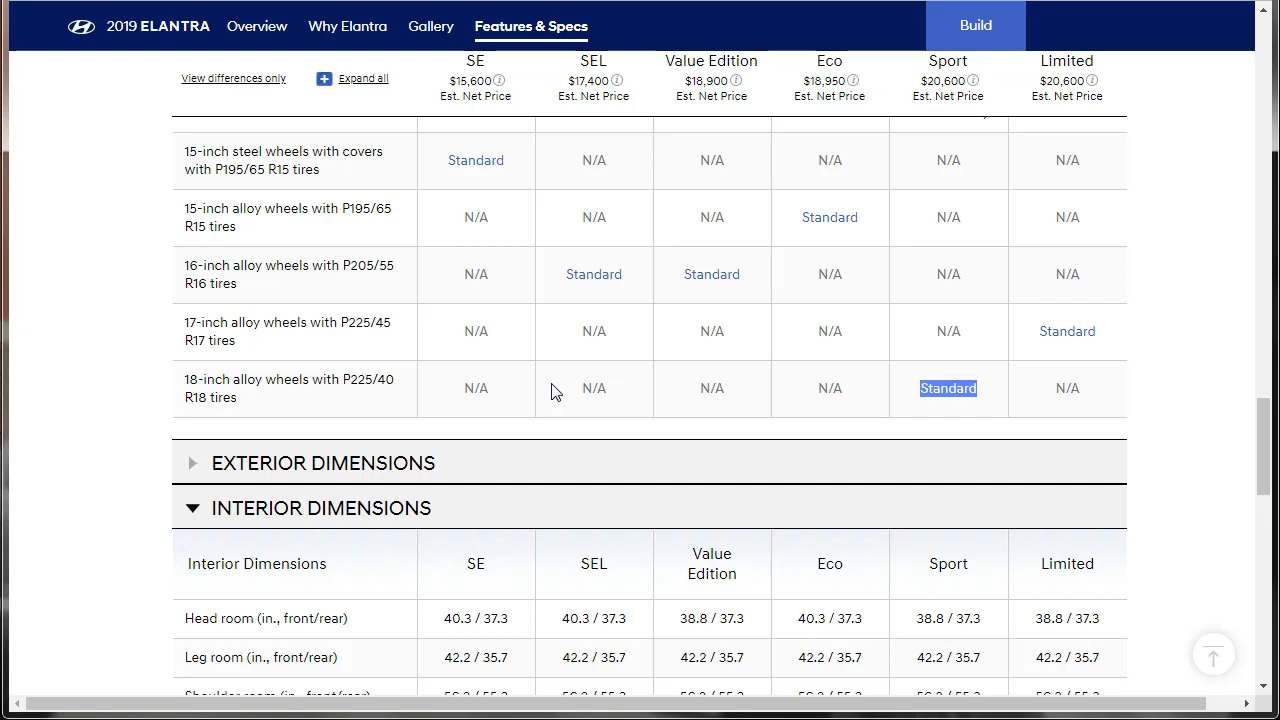 2019 ELANTRA Overview Why Elantra Gallery Features & Specs Build
SE SEL Value Edition Eco Sport Limited
View differences only Expand all $15,600 $17,400 $18,900 $18,950 $20,600 $20,600
Est. Net Price Est. Net Price Est. Net Price Est. Net Price Est. Net Price Est. Net Price
15-inch steel wheels with covers
with P195/65 R15 tires
Standard N/A N/A N/A N/A N/A
15-inch alloy wheels with P195/65
R15 tires
N/A N/A N/A Standard N/A N/A
16-inch alloy wheels with P205/55
R16 tires
N/A Standard Standard N/A N/A N/A
17-inch alloy wheels with P225/45
R17 tires
N/A N/A N/A N/A N/A Standard
18-inch alloy wheels with P225/40
R18 tires
N/A N/A N/A N/A Standard N/A
EXTERIOR DIMENSIONS
INTERIOR DIMENSIONS
Interior Dimensions SE SEL Value
Edition Eco Sport Limited
Head room (in., front/rear) 40.3 / 37.3 40.3 / 37.3 38.8 / 37.3 40.3 / 37.3 38.8 / 37.3 38.8 / 37.3
Leg room (in., front/rear) 42.2 / 35.7 42.2 / 35.7 42.2 / 35.7 42.2 / 35.7 42.2 / 35.7 42.2 / 35.7